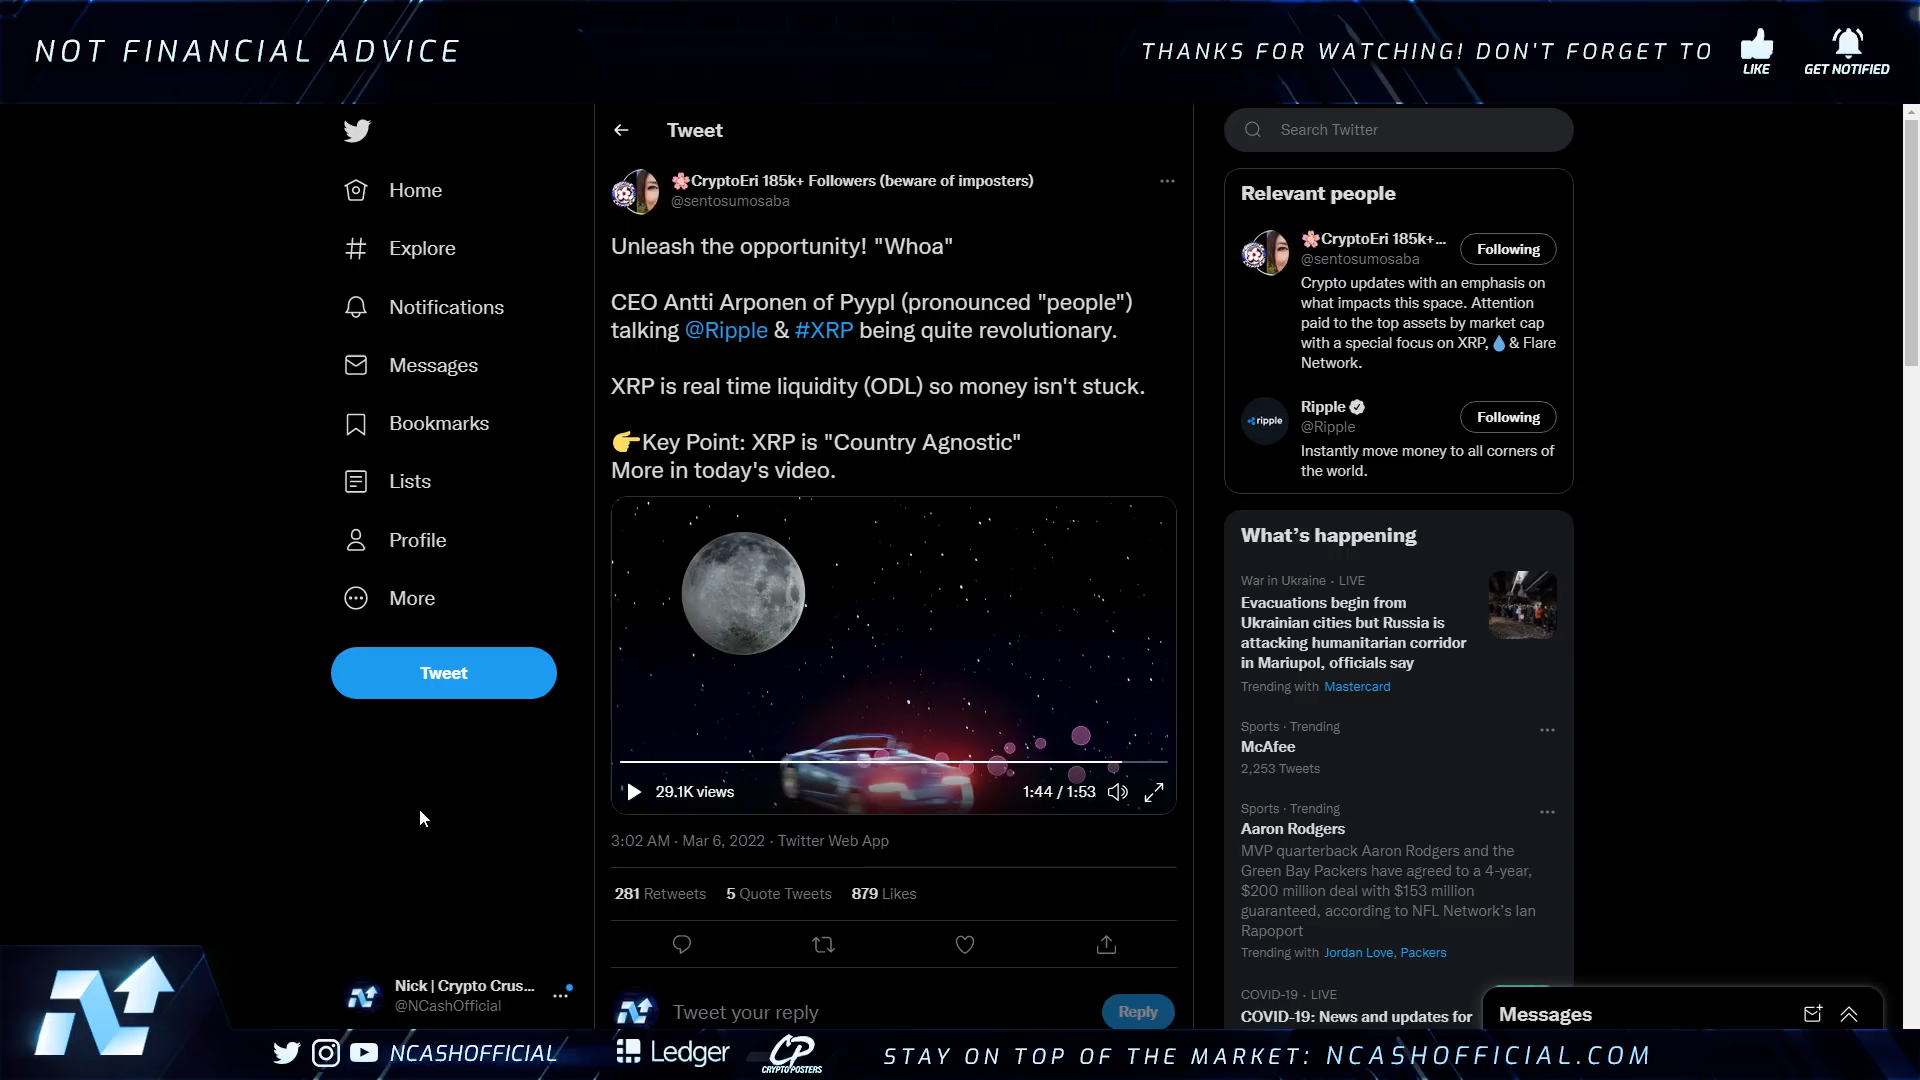 NOT FINANCIAL ADVICE
THANKS FOR WATCHING! DON'T FORGET TO
LIKE
GET NOTIFIED
Home
Explore
Notifications
Messages
Bookmarks
Lists
Profile
More
Tweet
Nick | Crypto Crus...
@NCashOfficial
Tweet
🌸CryptoEri 185k+ Followers (beware of imposters)
@sentosumosaba
Unleash the opportunity! "Whoa"
CEO Antti Arponen of Pyypl (pronounced "people")
talking @Ripple & #XRP being quite revolutionary.
XRP is real time liquidity (ODL) so money isn't stuck.
👉Key Point: XRP is "Country Agnostic"
More in today's video.
29.1K views
1:44 / 1:53
3:02 AM · Mar 6, 2022 · Twitter Web App
281 Retweets 5 Quote Tweets 879 Likes
Tweet your reply
Reply
Search Twitter
Relevant people
🌸CryptoEri 185k+...
@sentosumosaba
Following
Crypto updates with an emphasis on
what impacts this space. Attention
paid to the top assets by market cap
with a special focus on XRP, 💧& Flare
Network.
ripple
Ripple
@Ripple
Following
Instantly move money to all corners of
the world.
What's happening
War in Ukraine · LIVE
Evacuations begin from
Ukrainian cities but Russia is
attacking humanitarian corridor
in Mariupol, officials say
Trending with Mastercard
Sports · Trending
McAfee
2,253 Tweets
Sports · Trending
Aaron Rodgers
MVP quarterback Aaron Rodgers and the
Green Bay Packers have agreed to a 4-year,
$200 million deal with $153 million
guaranteed, according to NFL Network's Ian
Rapoport
Trending with Jordan Love, Packers
COVID-19 · LIVE
COVID-19: News and updates for
Messages
NCASHOFFICIAL
Ledger
CP
CRYPTOPOSTERS
STAY ON TOP OF THE MARKET: NCASHOFFICIAL.COM